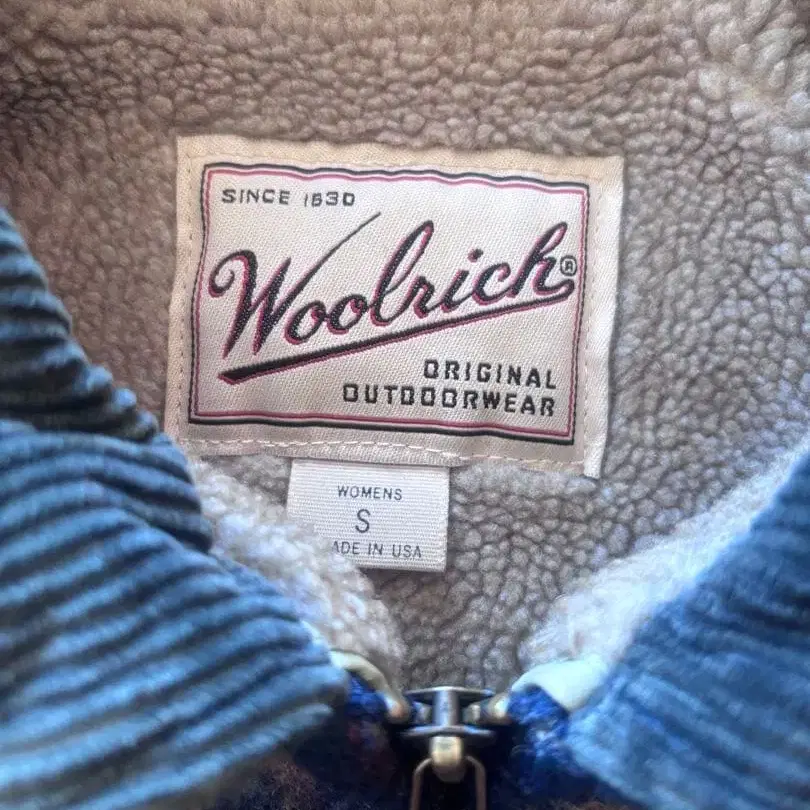 SINCE 1830
Woolrich®
ORIGINAL
OUTDOORWEAR
WOMENS
S
ADE IN USA